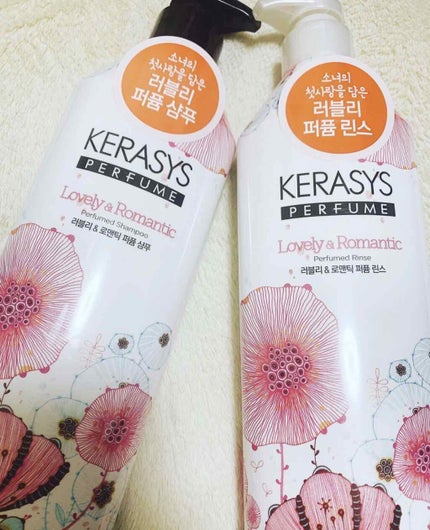 소녀의
첫사랑을 담은
러블리
퍼퓸 샴푸
KERASYS
PERFUME
Lovely & Romantic
Perfumed Shampoo
러블리 & 로맨틱 퍼퓸 샴푸
소녀의
첫사랑을 담은
러블리
퍼퓸 린스
KERASYS
PERFUME
Lovely & Romantic
Perfumed Rinse
러블리 & 로맨틱 퍼퓸 린스